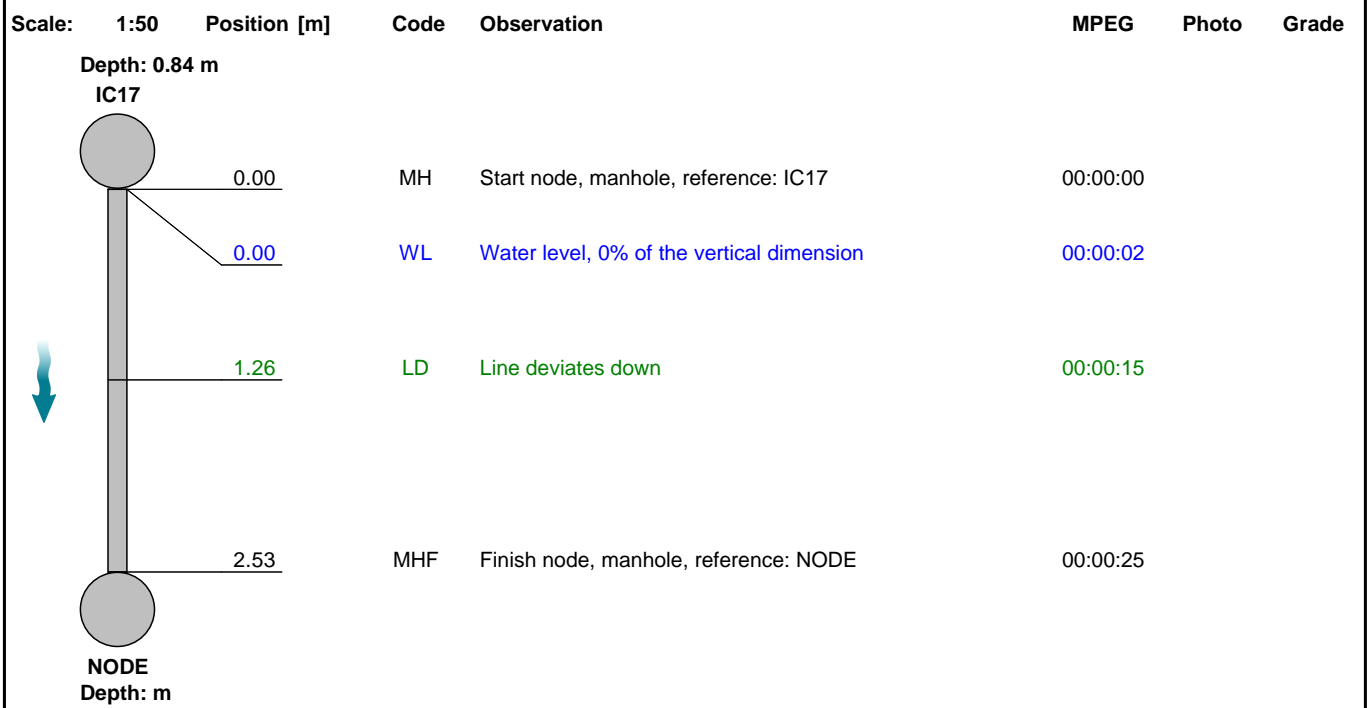 Scale: 1:50 Position [m] Code Observation MPEG Photo Grade
Depth: 0.84 m
IC17
0.00 MH Start node, manhole, reference: IC17 00:00:00
0.00 WL Water level, 0% of the vertical dimension 00:00:02
1.26 LD Line deviates down 00:00:15
2.53 MHF Finish node, manhole, reference: NODE 00:00:25
NODE
Depth: m